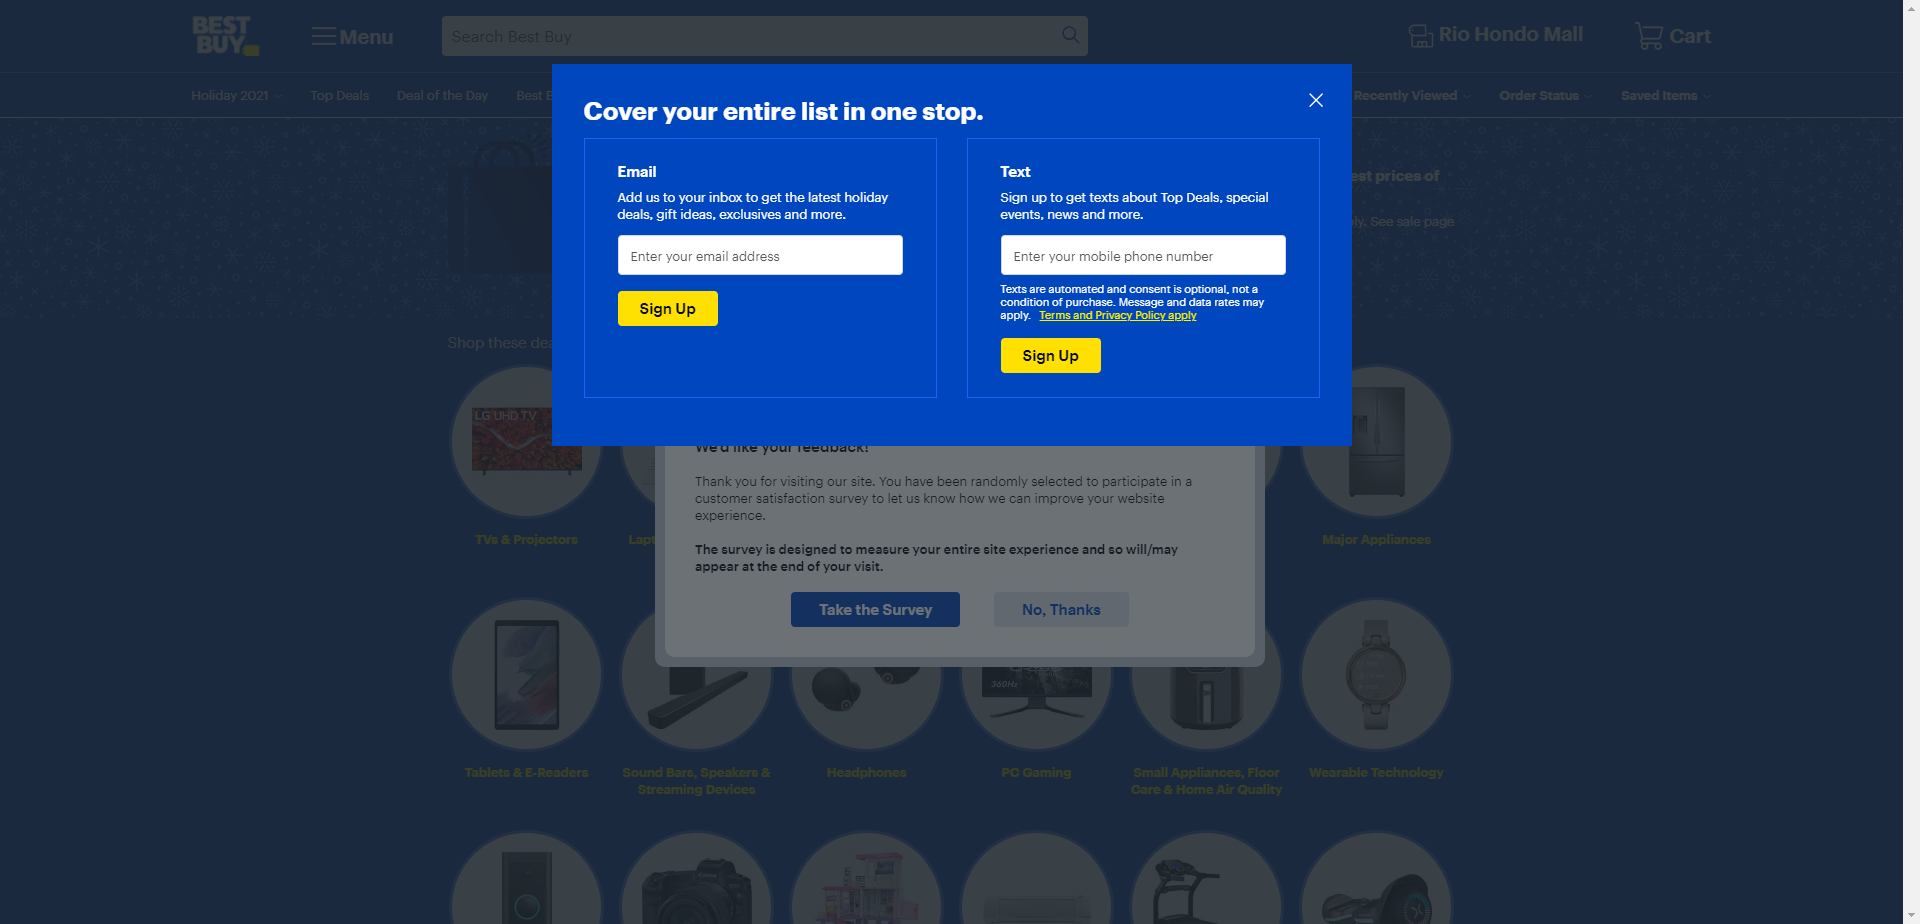 BEST
BUY
Menu
Search Best Buy
Rio Hondo Mall
Cart
Holiday 2021
Top Deals
Deal of the Day
Best B
Recently Viewed
Order Status
Saved Items
Cover your entire list in one stop.
Email
Add us to your inbox to get the latest holiday
deals, gift ideas, exclusives and more.
Enter your email address
Sign Up
Text
Sign up to get texts about Top Deals, special
events, news and more.
Enter your mobile phone number
Texts are automated and consent is optional, not a
condition of purchase. Message and data rates may
apply. Terms and Privacy Policy apply
Sign Up
est prices of
ly. See sale page
Shop these dea
LG UHD TV
We'd like your feedback!
Thank you for visiting our site. You have been randomly selected to participate in a
customer satisfaction survey to let us know how we can improve your website
experience.
The survey is designed to measure your entire site experience and so will/may
appear at the end of your visit.
Take the Survey
No, Thanks
TVs & Projectors
Lapt
Major Appliances
360Hz
Tablets & E-Readers
Sound Bars, Speakers &
Streaming Devices
Headphones
PC Gaming
Small Appliances, Floor
Care & Home Air Quality
Wearable Technology